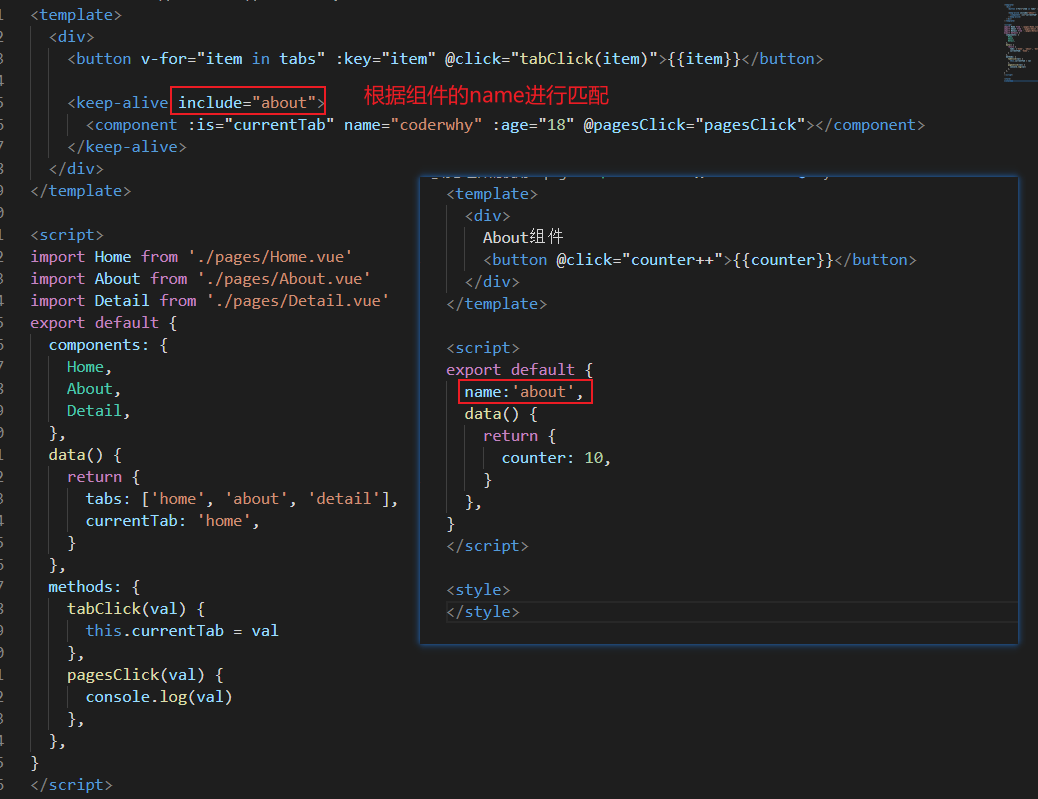 <template>
<div>
<button v-for="item in tabs" :key="item" @click="tabClick(item)">{{item}}</button>
<keep-alive include="about"> 根据组件的name进行匹配
<component :is="currentTab" name="coderwhy" :age="18" @pagesClick="pagesClick"></component>
</keep-alive>
</div>
</template>
<script>
import Home from './pages/Home.vue'
import About from './pages/About.vue'
import Detail from './pages/Detail.vue'
export default {
components: {
Home,
About,
Detail,
},
data() {
return {
tabs: ['home', 'about', 'detail'],
currentTab: 'home',
}
},
methods: {
tabClick(val) {
this.currentTab = val
},
pagesClick(val) {
console.log(val)
},
},
}
</script>
<template>
<div>
About组件
<button @click="counter++">{{counter}}</button>
</div>
</template>
<script>
export default {
name:'about',
data() {
return {
counter: 10,
}
},
}
</script>
<style>
</style>